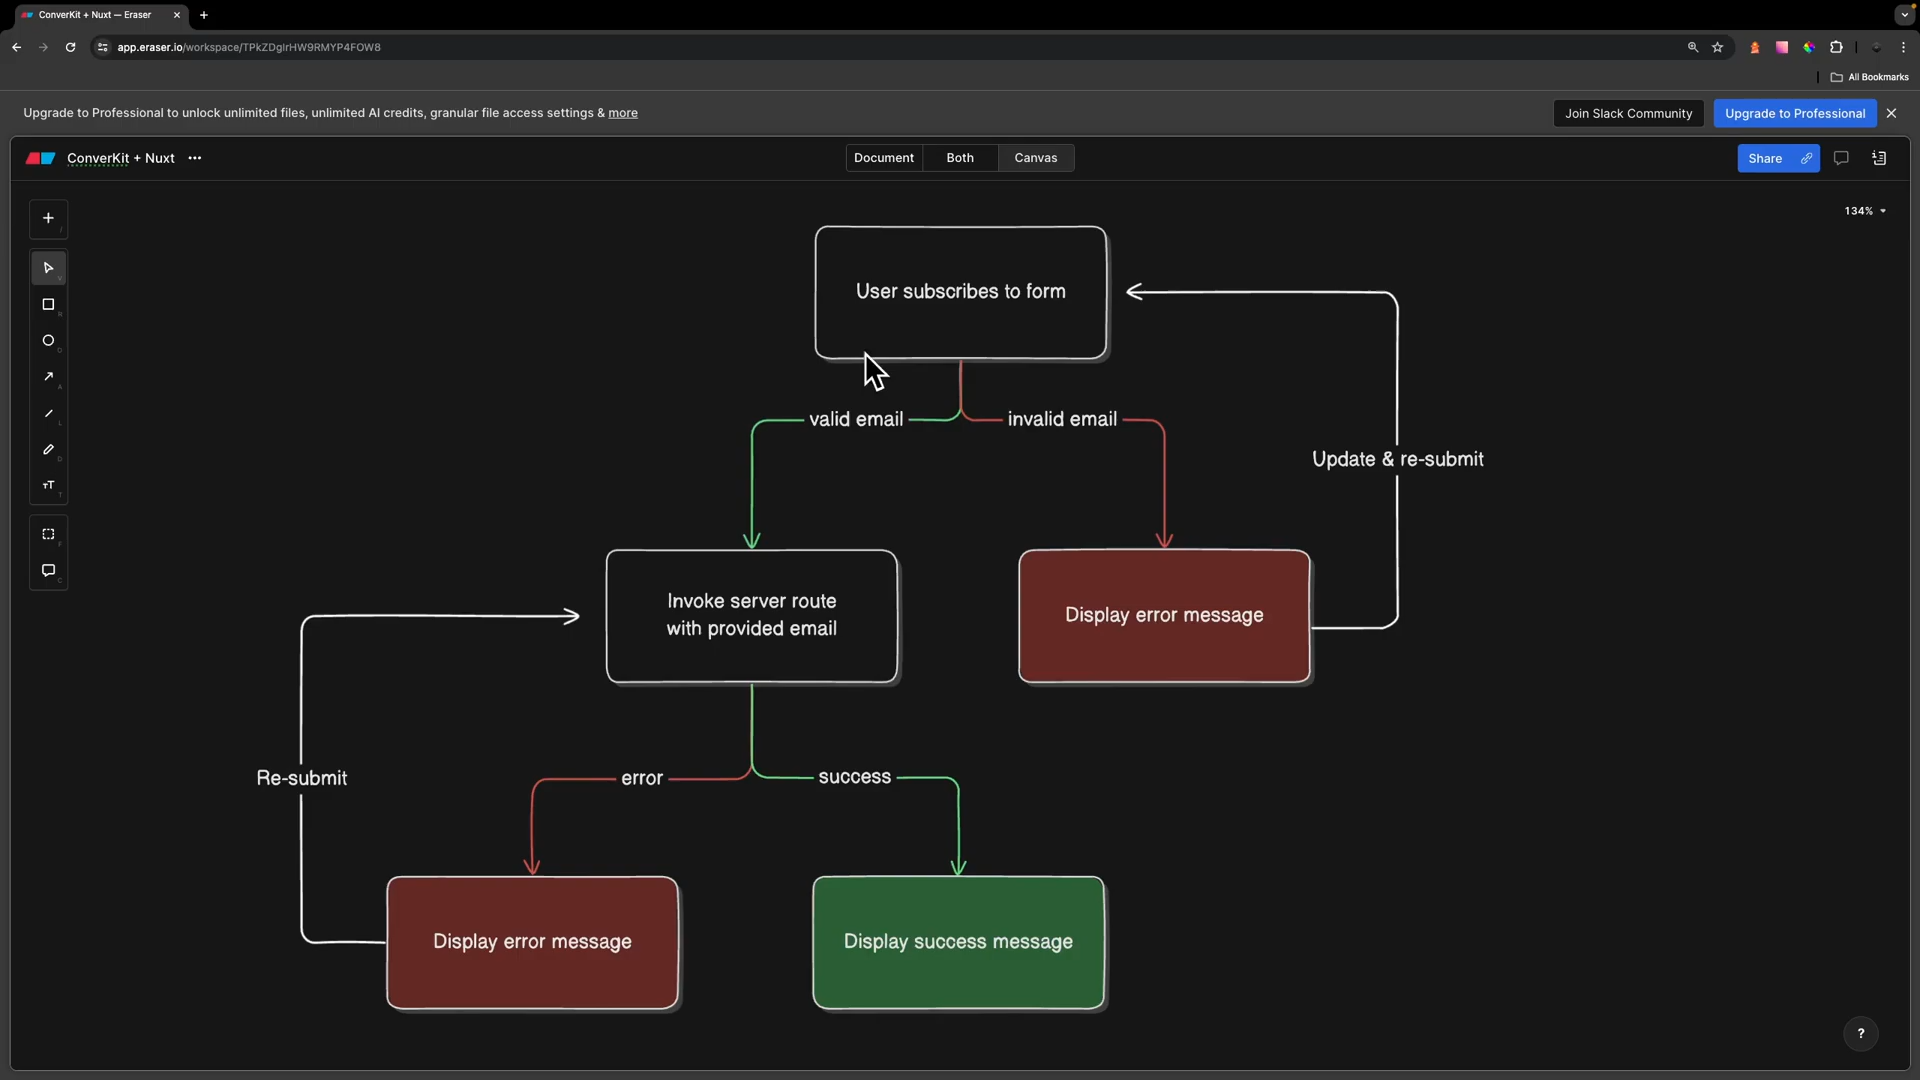 ConverKit + Nuxt — Eraser
app.eraser.io/workspace/TPkZDgIrHW9RMYP4FOW8
All Bookmarks
Upgrade to Professional to unlock unlimited files, unlimited AI credits, granular file access settings & more
Join Slack Community
Upgrade to Professional
ConverKit + Nuxt
Document
Both
Canvas
Share
134%
User subscribes to form
valid email
invalid email
Update & re-submit
Invoke server route
with provided email
Display error message
Re-submit
error
success
Display error message
Display success message
?